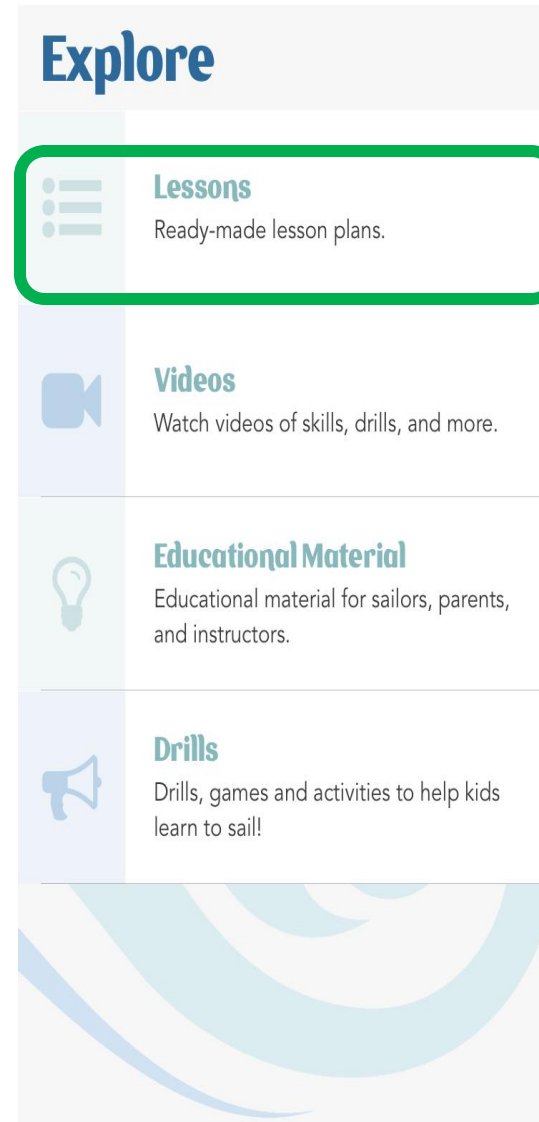 Explore
Lessons
Ready-made lesson plans.
Videos
Watch videos of skills, drills, and more.
Educational Material
Educational material for sailors, parents,
and instructors.
Drills
Drills, games and activities to help kids
learn to sail!